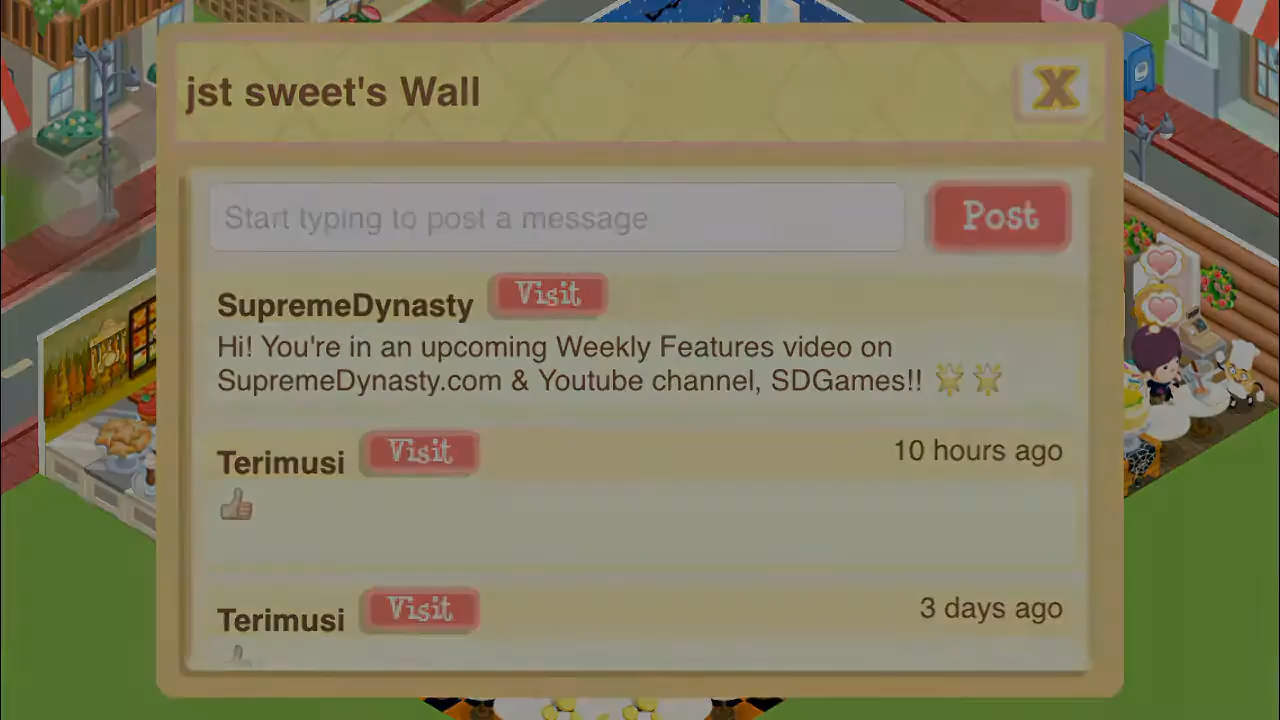 jst sweet's Wall
X
Start typing to post a message
Post
SupremeDynasty Visit
Hi! You're in an upcoming Weekly Features video on
SupremeDynasty.com & Youtube channel, SDGames!! 🌟 🌟
Terimusi Visit 10 hours ago
👍
Terimusi Visit 3 days ago